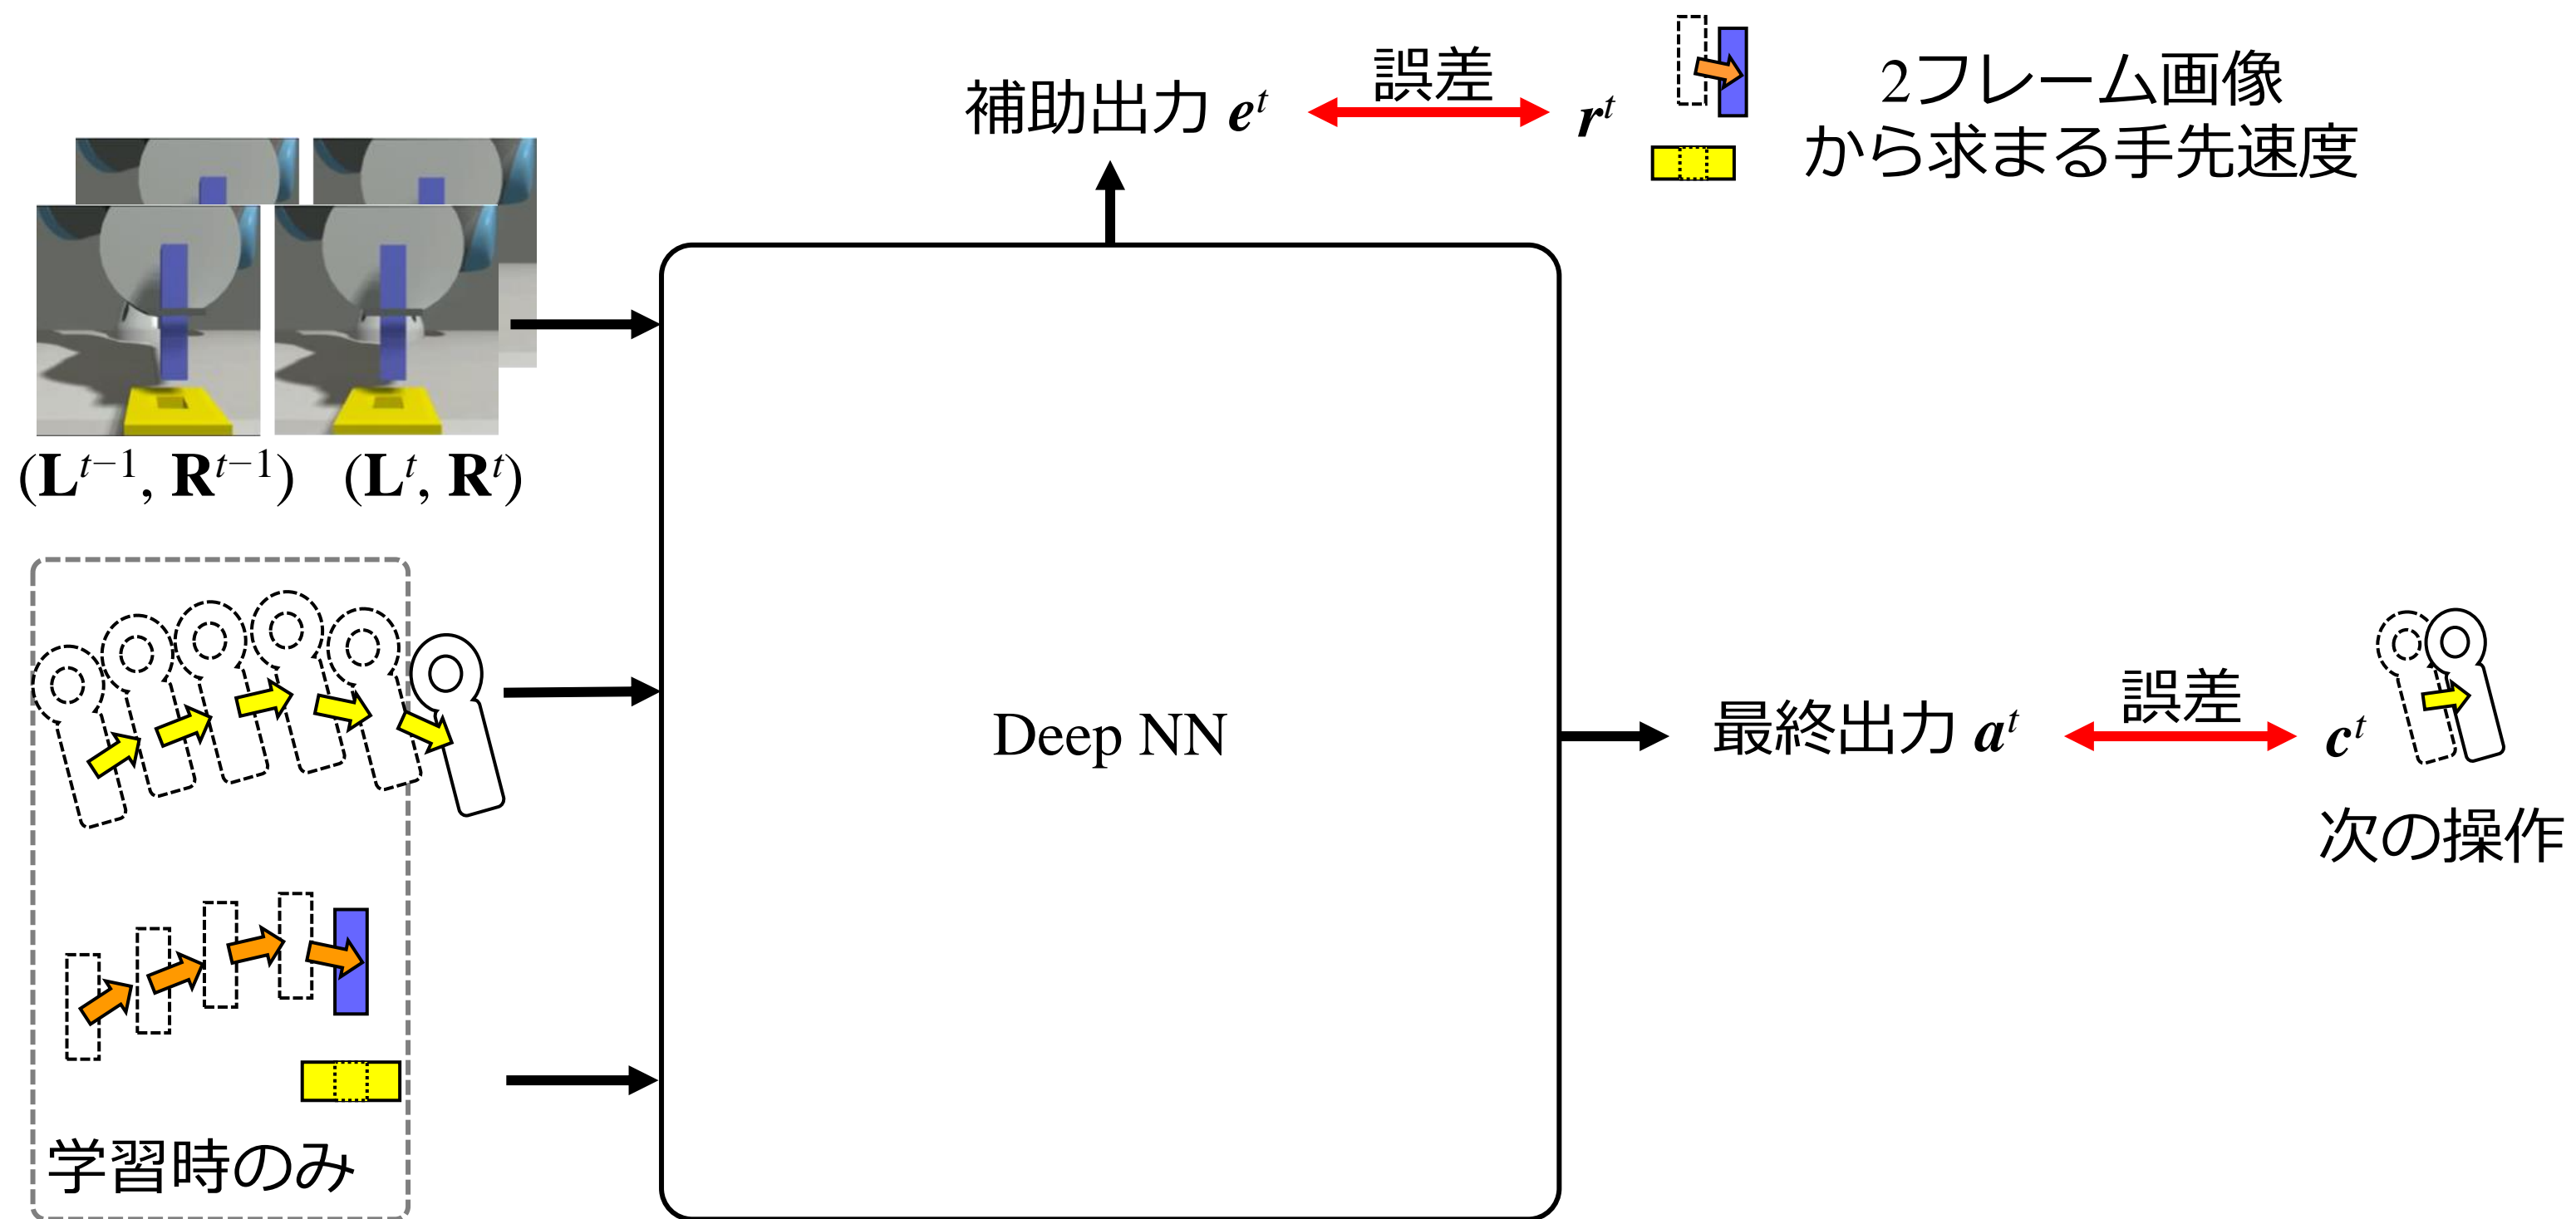 補助出力 e^t
誤差
r^t
2フレーム画像
から求まる手先速度
(L^{t−1}, R^{t−1})
(L^t, R^t)
Deep NN
最終出力 a^t
誤差
c^t
次の操作
学習時のみ